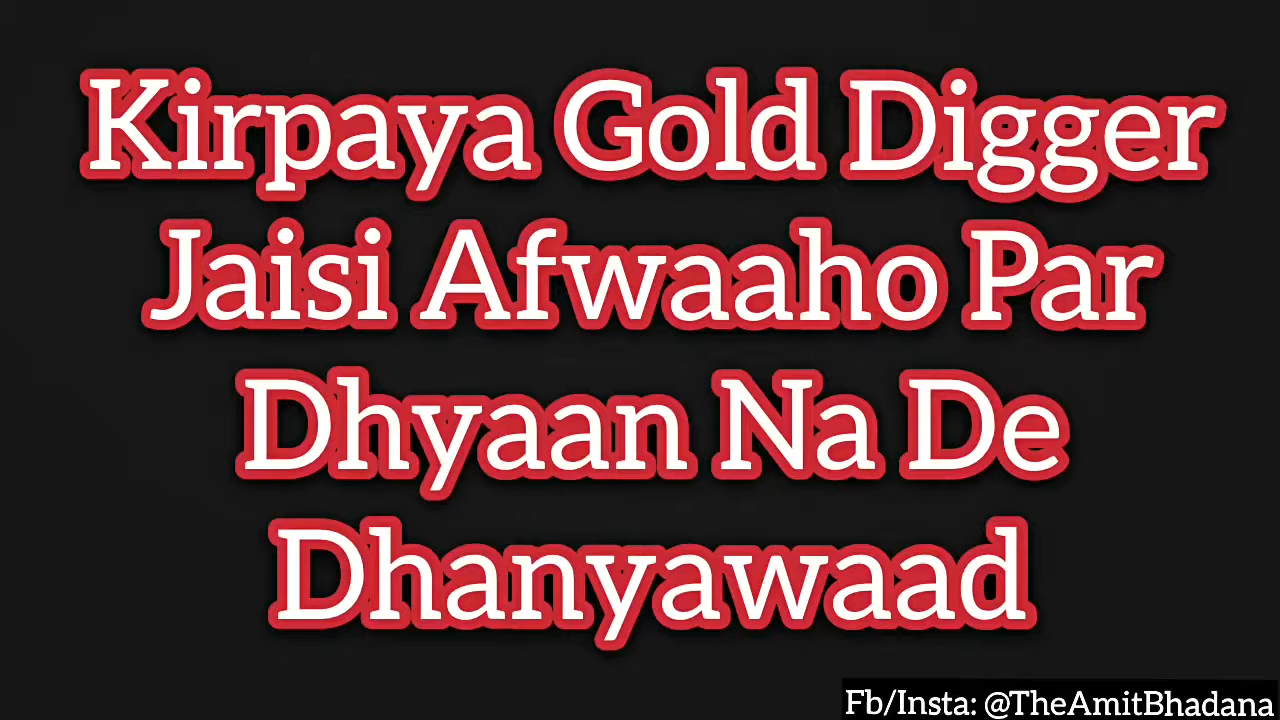 Kirpaya Gold Digger
Jaisi Afwaaho Par
Dhyaan Na De
Dhanyawaad
Fb/Insta: @TheAmitBhadana